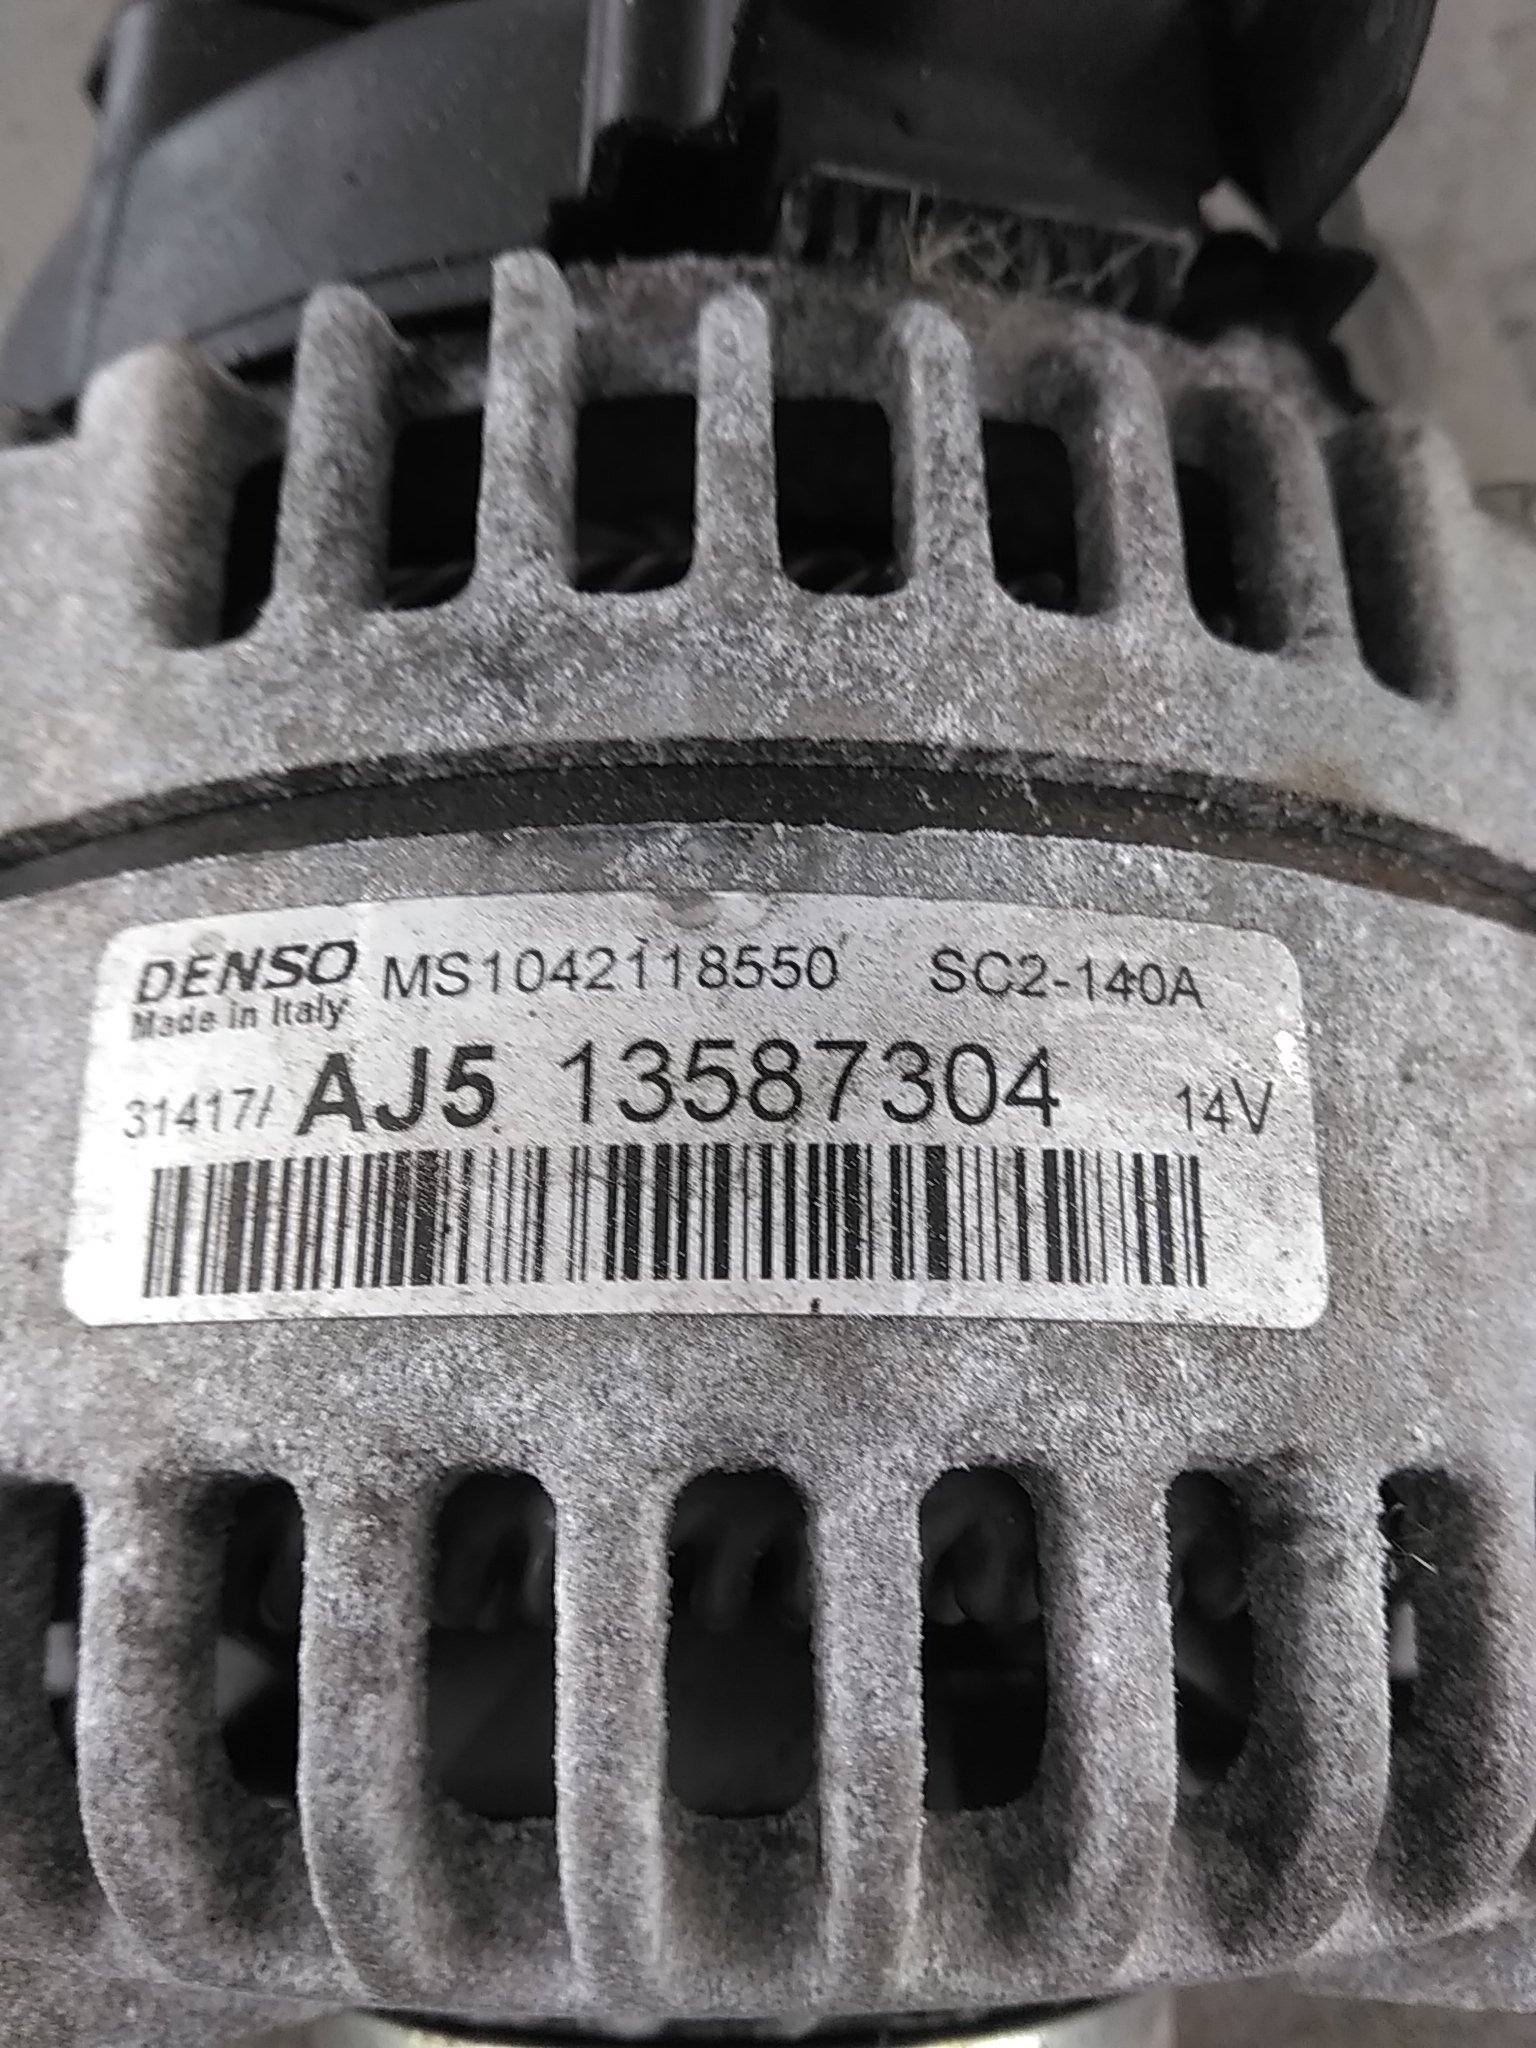 DENSO MS1042118550 SC2-140A
Made in Italy
31417/ AJ5 13587304 14V